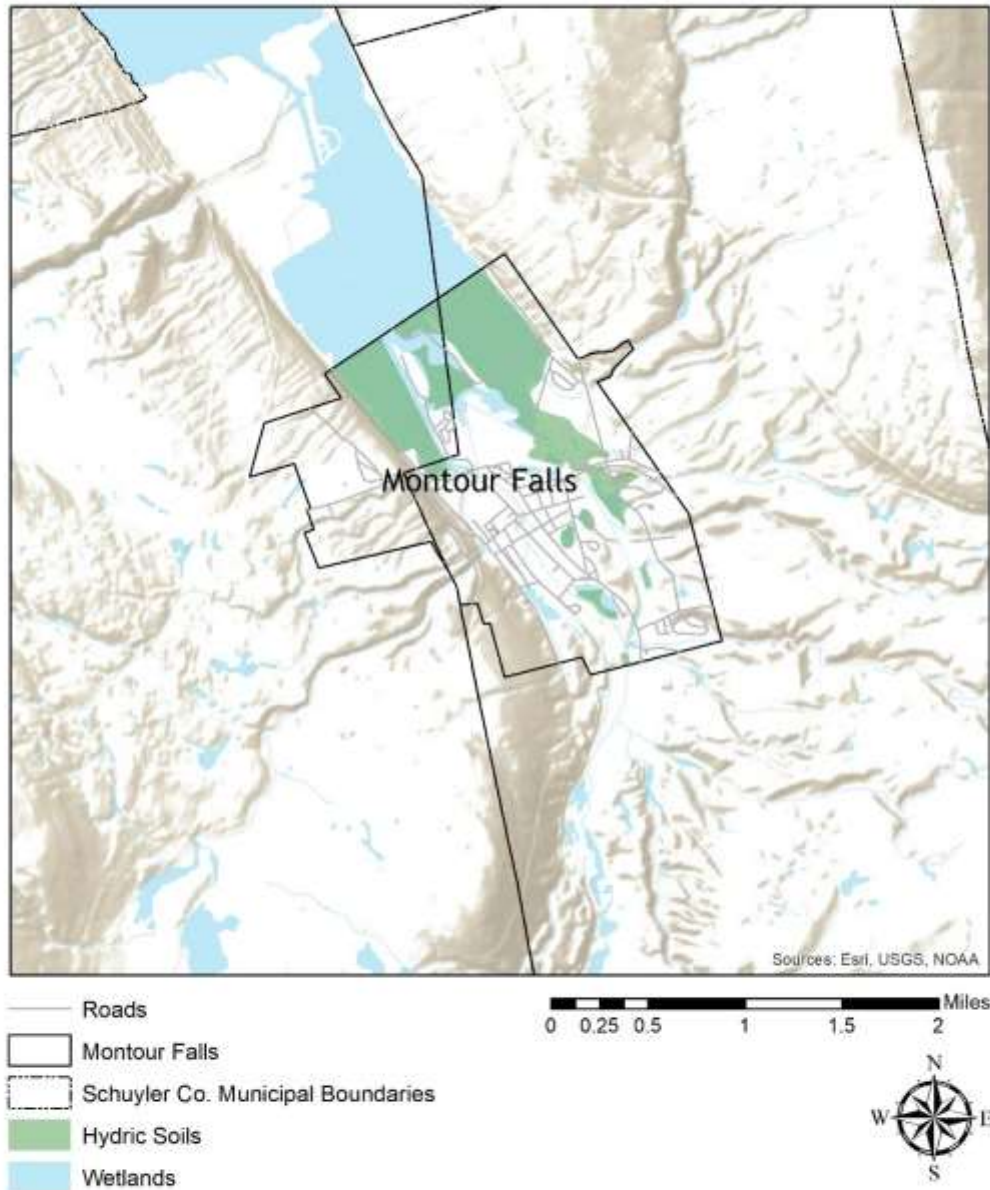 Montour Falls
Sources: Esri, USGS, NOAA
Roads
Montour Falls
Schuyler Co. Municipal Boundaries
Hydric Soils
Wetlands
Miles
0 0.25 0.5 1 1.5 2
N
W E
S